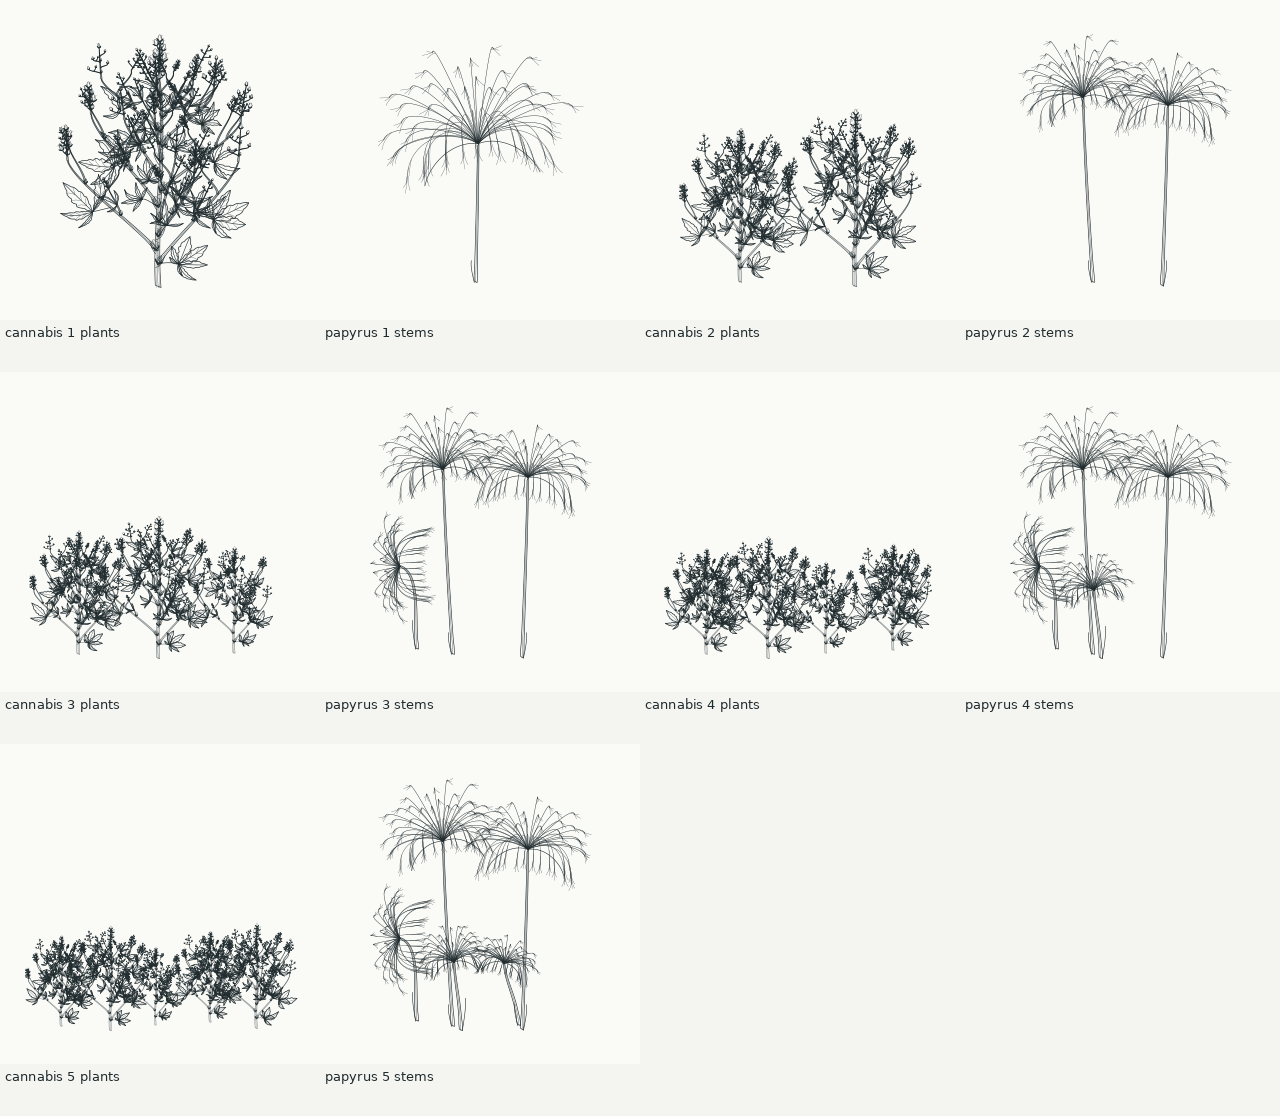 cannabis 1 plants
papyrus 1 stems
cannabis 2 plants
papyrus 2 stems
cannabis 3 plants
papyrus 3 stems
cannabis 4 plants
papyrus 4 stems
cannabis 5 plants
papyrus 5 stems